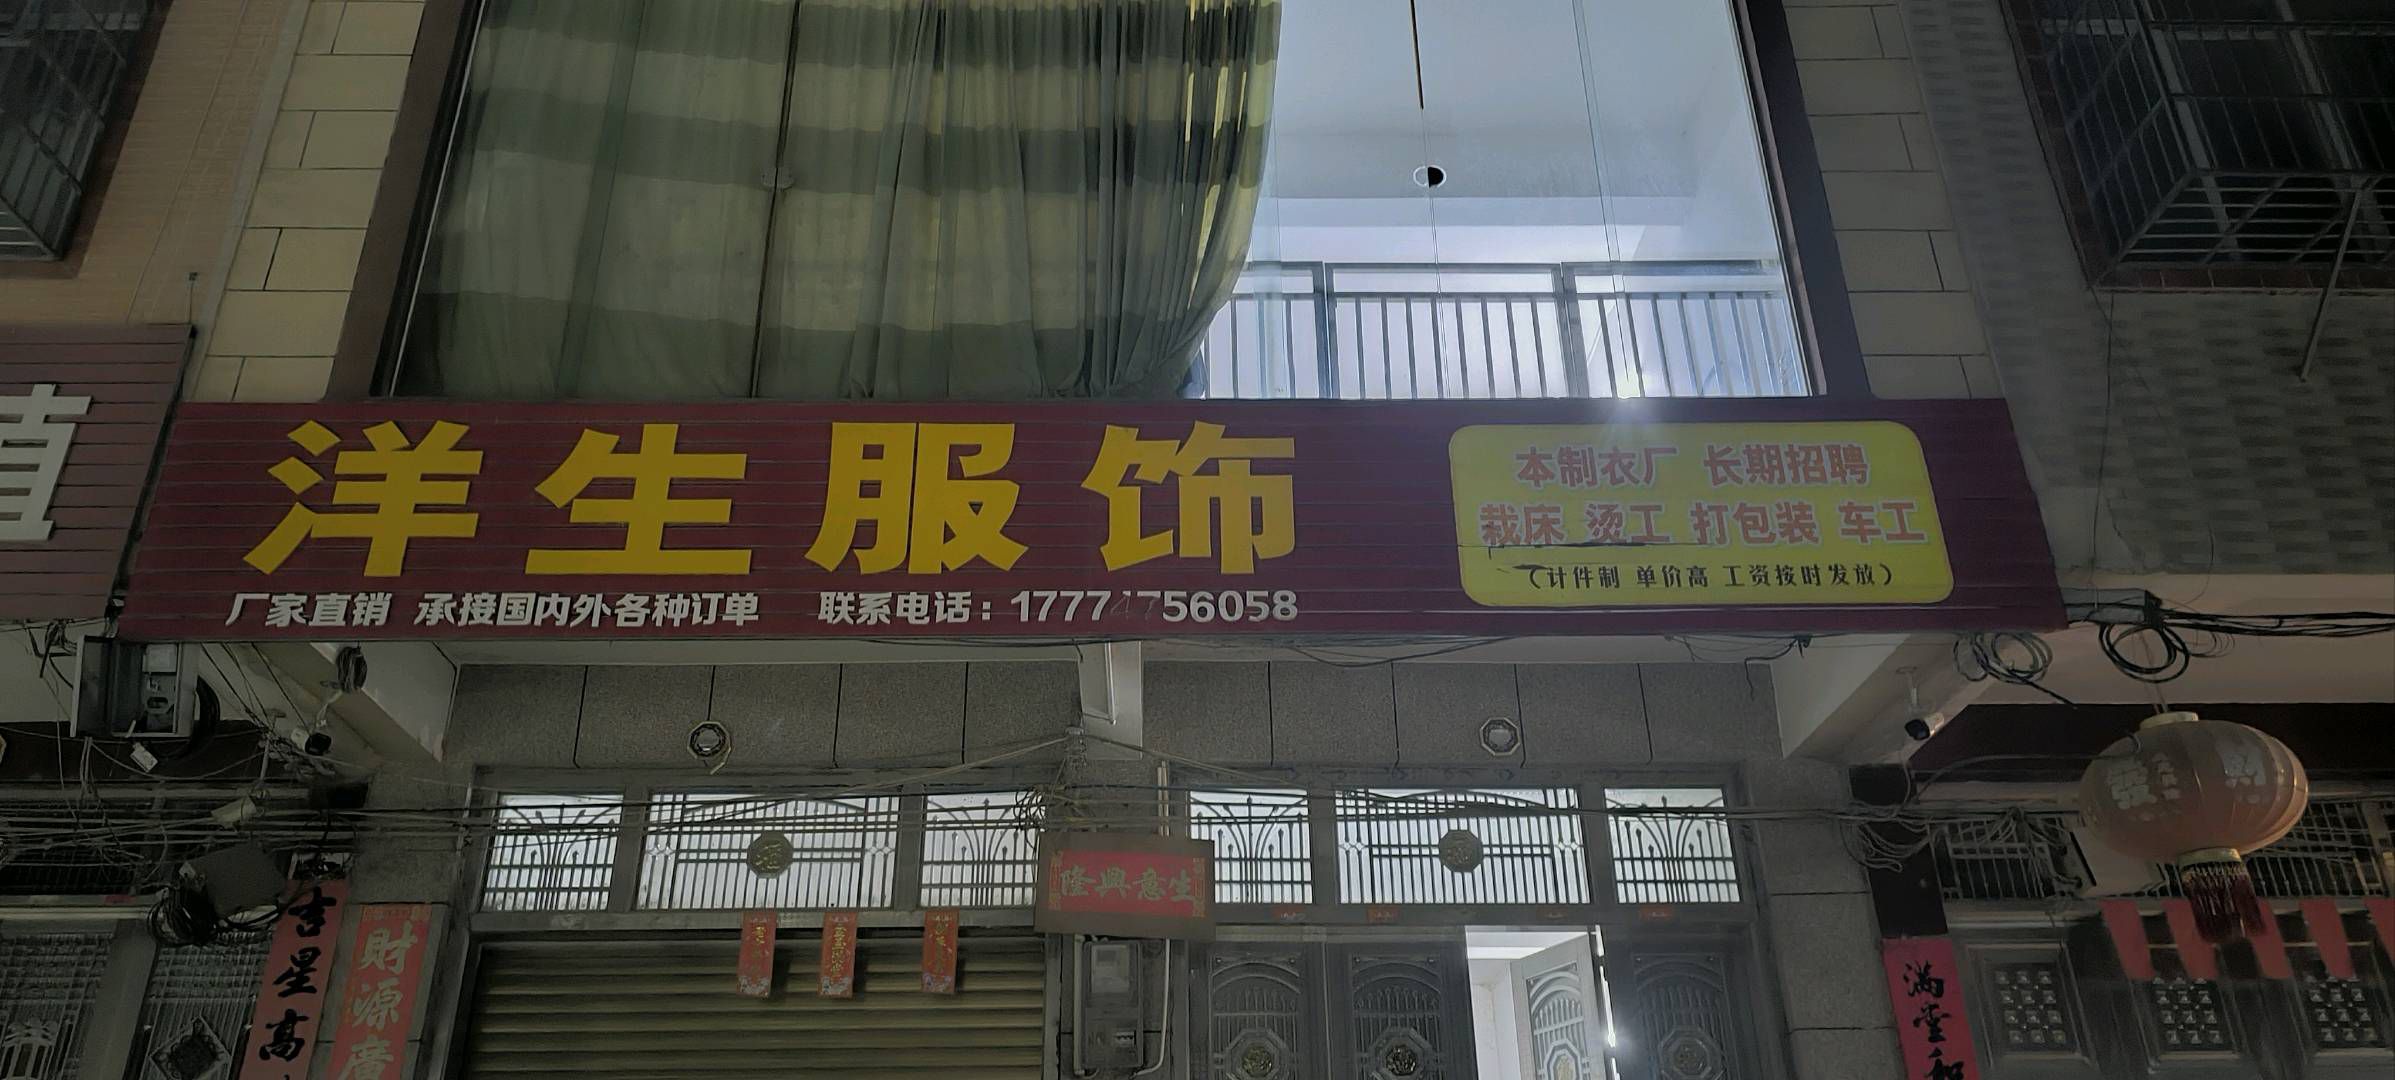 洋生服饰
厂家直销 承接国内外各种订单 联系电话：17774756058
本制衣厂 长期招聘
裁床 烫工 打包装 车工
（计件制 单价高 工资按时发放）
隆興意生
吉星高
財源廣
滿堂和